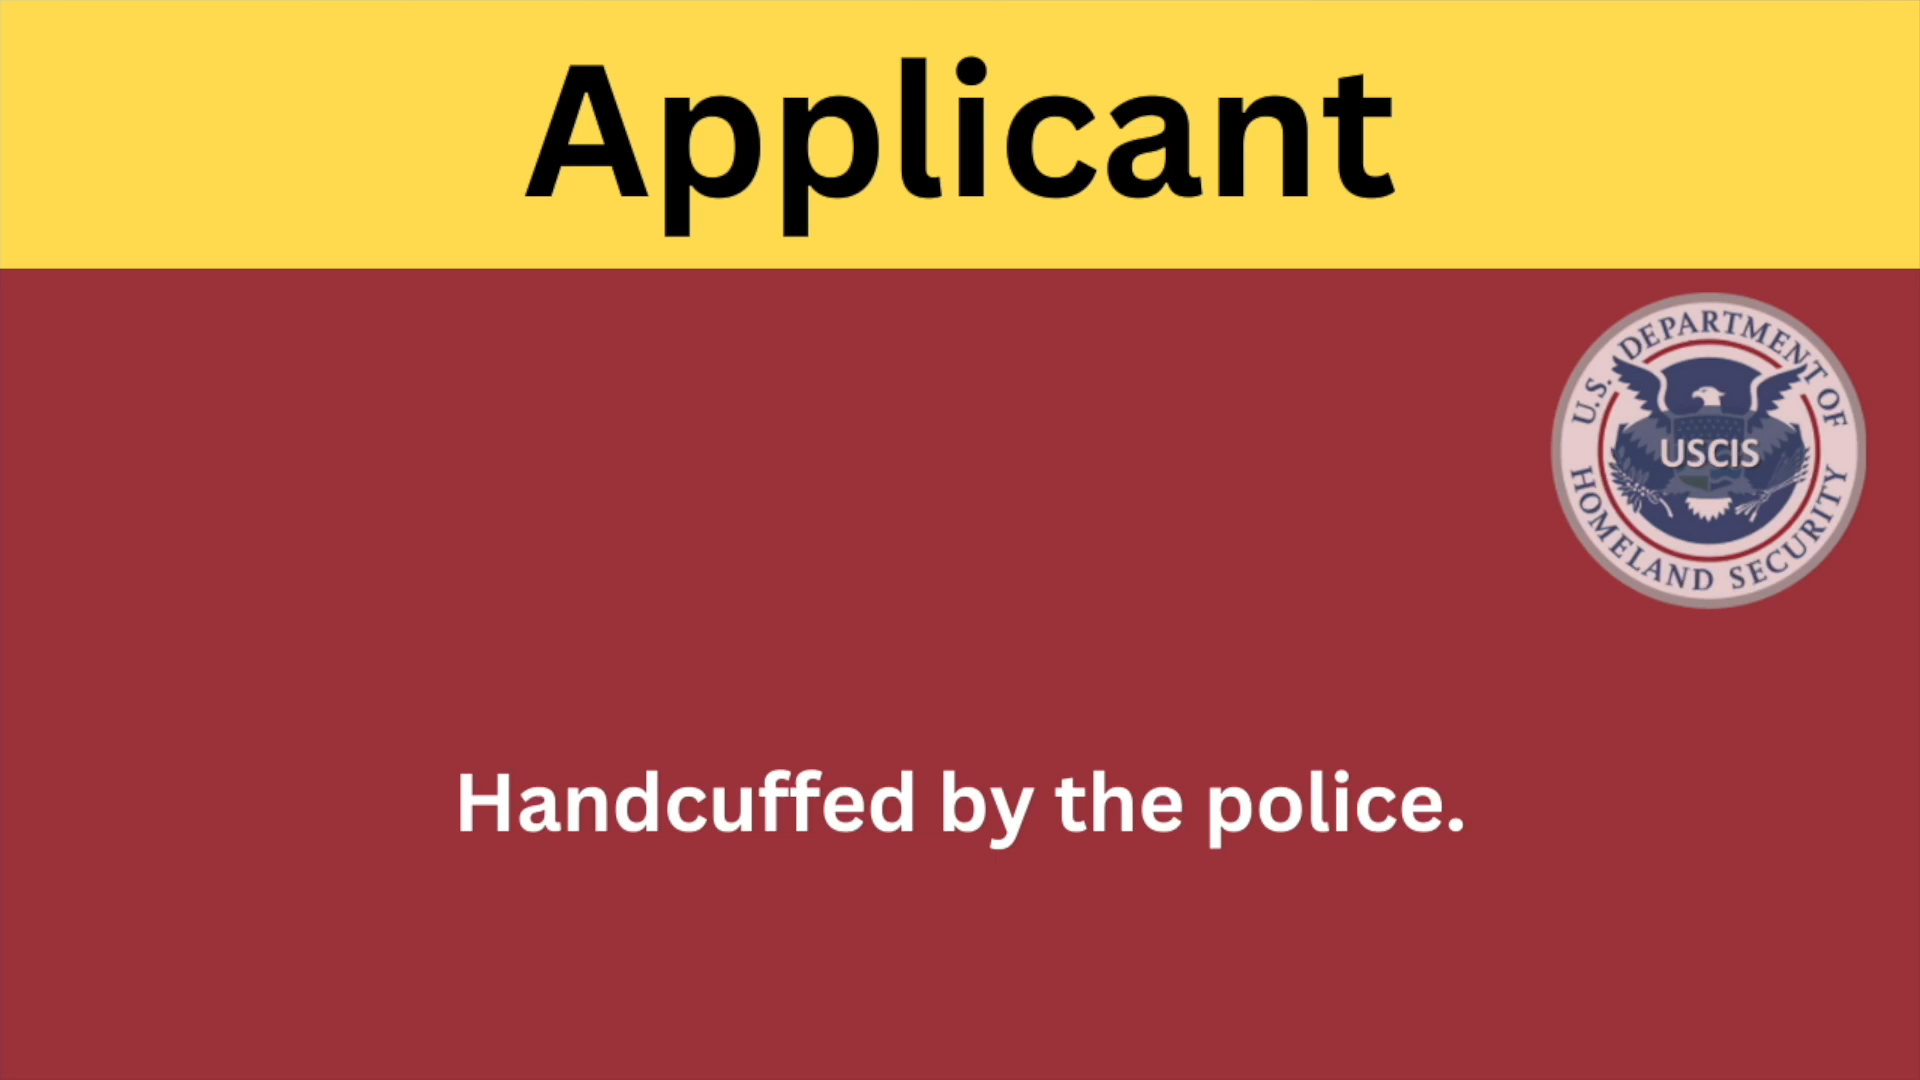 Applicant
U.S. DEPARTMENT OF
USCIS
HOMELAND SECURITY
Handcuffed by the police.